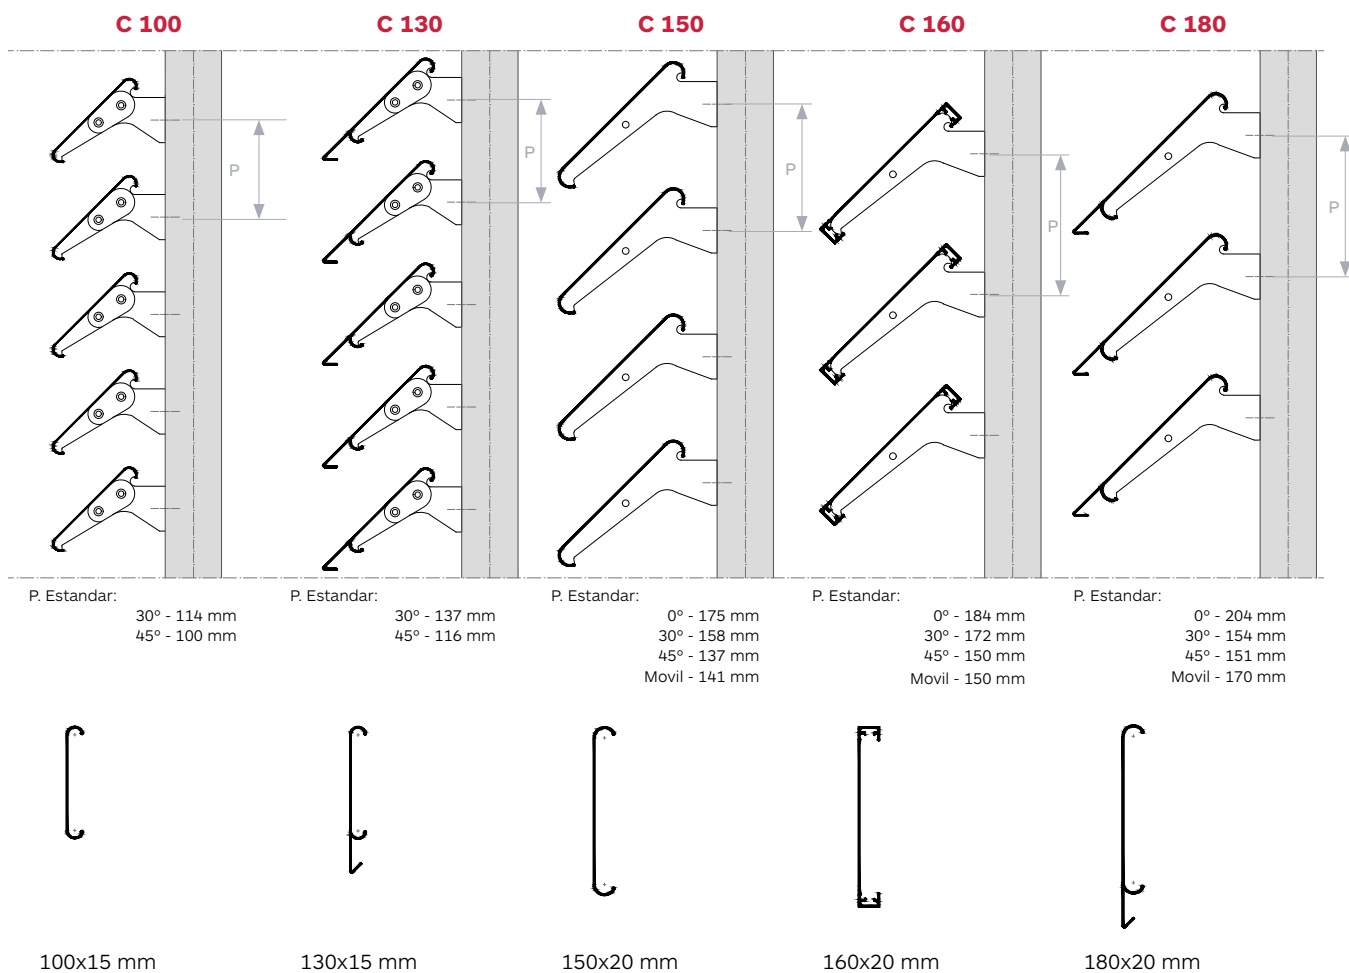 C 100
C 130
C 150
C 160
C 180
P
P
P
P
P
P. Estandar:
30º - 114 mm
45º - 100 mm
P. Estandar:
30º - 137 mm
45º - 116 mm
P. Estandar:
0º - 175 mm
30º - 158 mm
45º - 137 mm
Movil - 141 mm
P. Estandar:
0º - 184 mm
30º - 172 mm
45º - 150 mm
Movil - 150 mm
P. Estandar:
0º - 204 mm
30º - 154 mm
45º - 151 mm
Movil - 170 mm
100x15 mm
130x15 mm
150x20 mm
160x20 mm
180x20 mm